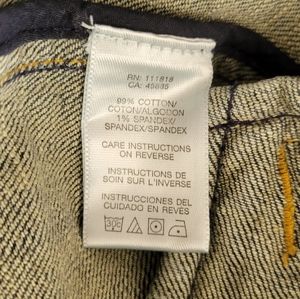 RN: 111818
CA: 40885
99% COTTON/
COTON/ALGODON
1% SPANDEX/
SPANDEX/SPANDEX
CARE INSTRUCTIONS
ON REVERSE
INSTRUCTIONS DE
SOIN SUR L'INVERSE
INSTRUCCIONES DEL
CUIDADO EN REVES